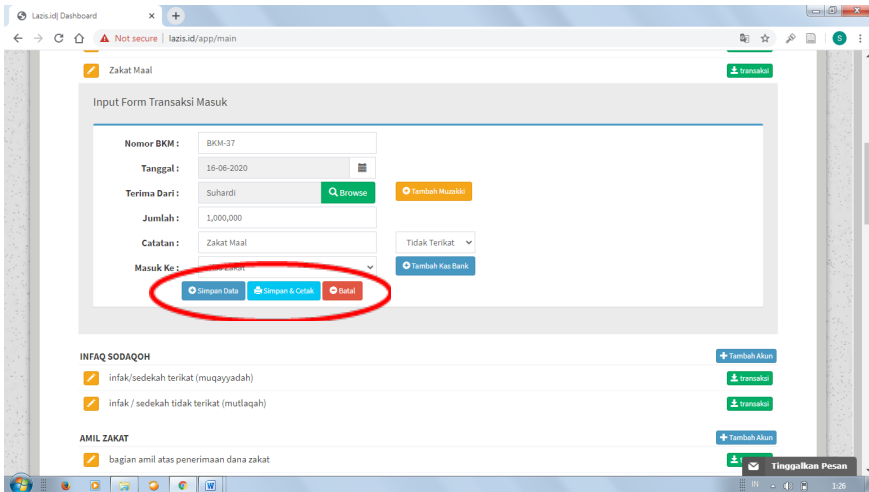 Lazis.id| Dashboard
Not secure | lazis.id/app/main
S
Zakat Maal
transaksi
Input Form Transaksi Masuk
Nomor BKM : BKM-37
Tanggal : 16-06-2020
Terima Dari : Suhardi Browse Tambah Muzakki
Jumlah : 1,000,000
Catatan : Zakat Maal Tidak Terikat
Masuk Ke : Zakat Tambah Kas Bank
Simpan Data Simpan & Cetak Batal
INFAQ SODAQOH Tambah Akun
infak/sedekah terikat (muqayyadah) transaksi
infak / sedekah tidak terikat (mutlaqah) transaksi
AMIL ZAKAT Tambah Akun
bagian amil atas penerimaan dana zakat
Tinggalkan Pesan
IN 1:26